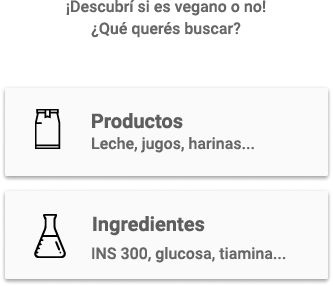 ¡Descubrí si es vegano o no!
¿Qué querés buscar?
Productos
Leche, jugos, harinas...
Ingredientes
INS 300, glucosa, tiamina...